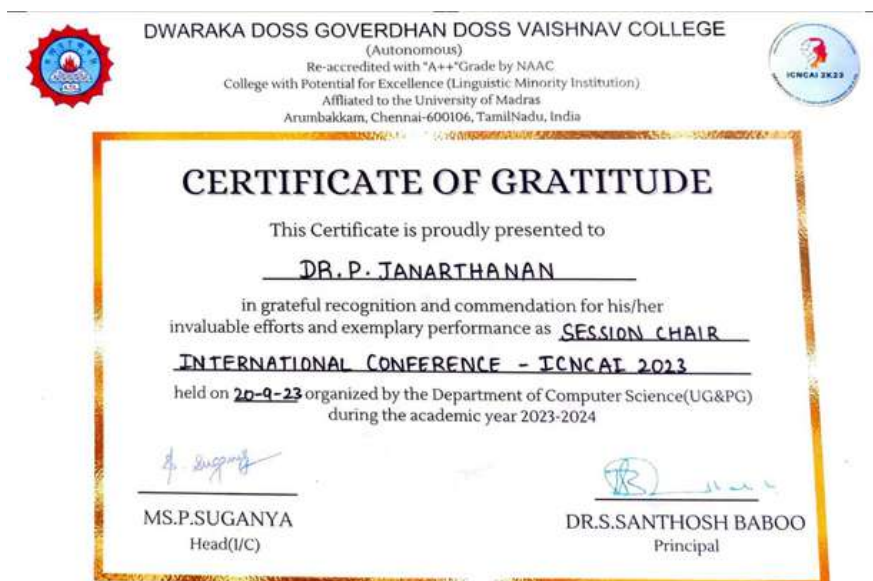 DWARAKA DOSS GOVERDHAN DOSS VAISHNAV COLLEGE
(Autonomous)
Re-accredited with "A++"Grade by NAAC
College with Potential for Excellence (Linguistic Minority Institution)
Affliated to the University of Madras
Arumbakkam, Chennai-600106, TamilNadu, India
ICNCAI 2K23
CERTIFICATE OF GRATITUDE
This Certificate is proudly presented to
DR. P. JANARTHANAN
in grateful recognition and commendation for his/her
invaluable efforts and exemplary performance as SESSION CHAIR
INTERNATIONAL CONFERENCE - ICNCAI 2023
held on 20-9-23 organized by the Department of Computer Science(UG&PG)
during the academic year 2023-2024
MS.P.SUGANYA
Head(I/C)
DR.S.SANTHOSH BABOO
Principal